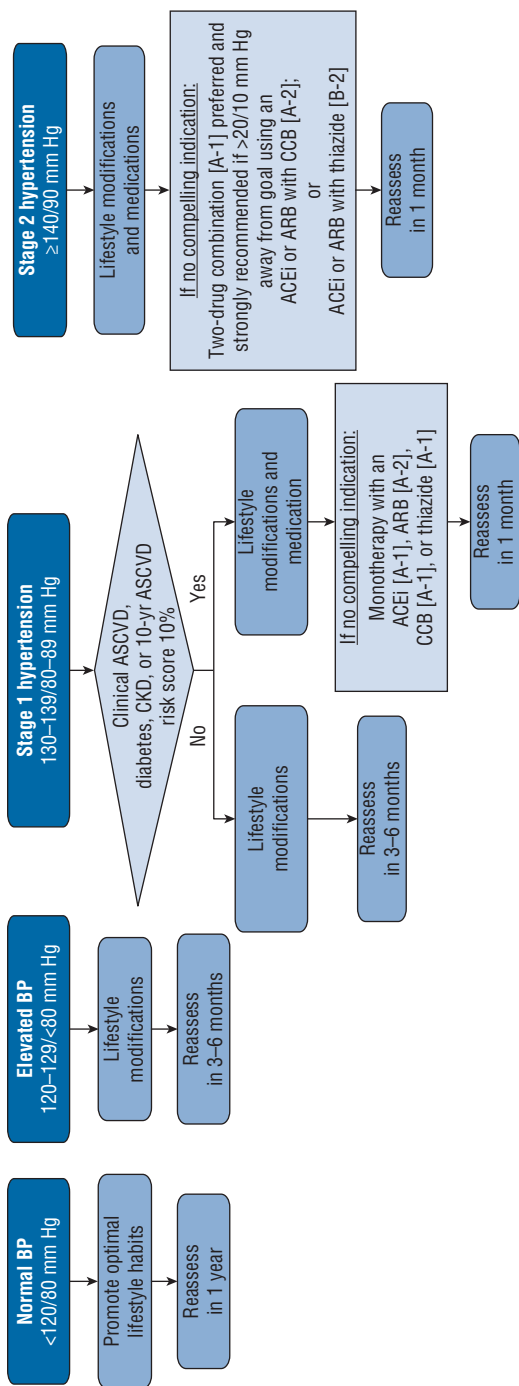 Normal BP
<120/80 mm Hg
Promote optimal
lifestyle habits
Reassess
in 1 year
Elevated BP
120–129/<80 mm Hg
Lifestyle
modifications
Reassess
in 3–6 months
Stage 1 hypertension
130–139/80–89 mm Hg
Clinical ASCVD,
diabetes, CKD, or 10-yr ASCVD
risk score 10%
No
Yes
Lifestyle
modifications
Reassess
in 3–6 months
Lifestyle
modifications and
medication
If no compelling indication:
Monotherapy with an
ACEi [A-1], ARB [A-2],
CCB [A-1], or thiazide [A-1]
Reassess
in 1 month
Stage 2 hypertension
≥140/90 mm Hg
Lifestyle modifications
and medications
If no compelling indication:
Two-drug combination [A-1] preferred and
strongly recommended if >20/10 mm Hg
away from goal using an
ACEi or ARB with CCB [A-2];
or
ACEi or ARB with thiazide [B-2]
Reassess
in 1 month